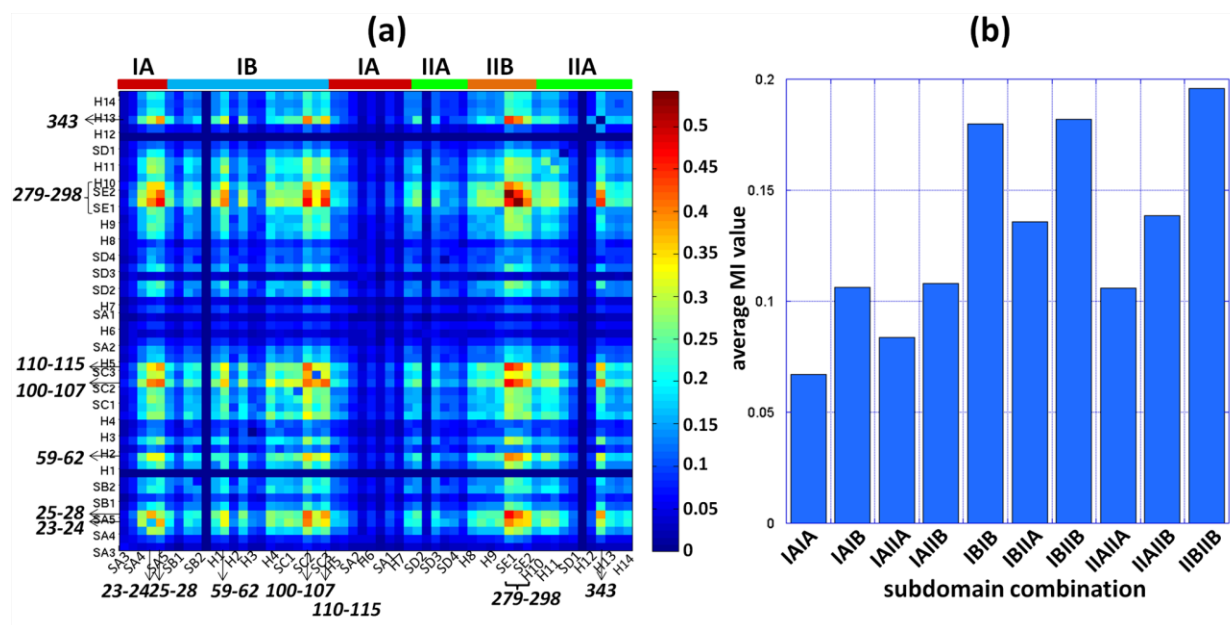 (a)
(b)
IA IB IA IIA IIB IIA
343
279-298
110-115
100-107
59-62
25-28
23-24
H14
H13
H12
SD1
H11
H10
SE2
SE1
H9
H8
SD4
SD3
SD2
H7
SA1
H6
SA2
H5
SC3
SC2
SC1
H4
H3
H2
H1
SB2
SB1
SA5
SA4
SA3
SA3 SA4 SA5 SB1 SB2 H1 H2 H3 H4 SC1 SC2 SC3 H5 SA2 H6 SA1 H7 SD2 SD3 SD4 H8 H9 SE1 SE2 H10 H11 SD1 H12 H13 H14
23-24 25-28 59-62 100-107 279-298 343
110-115
0.5
0.45
0.4
0.35
0.3
0.25
0.2
0.15
0.1
0.05
0
average MI value
0.2
0.15
0.1
0.05
0
IAIA IAIB IAIIA IAIIB IBIB IBIIA IBIIB IIAIIA IIAIIB IIBIIB
subdomain combination